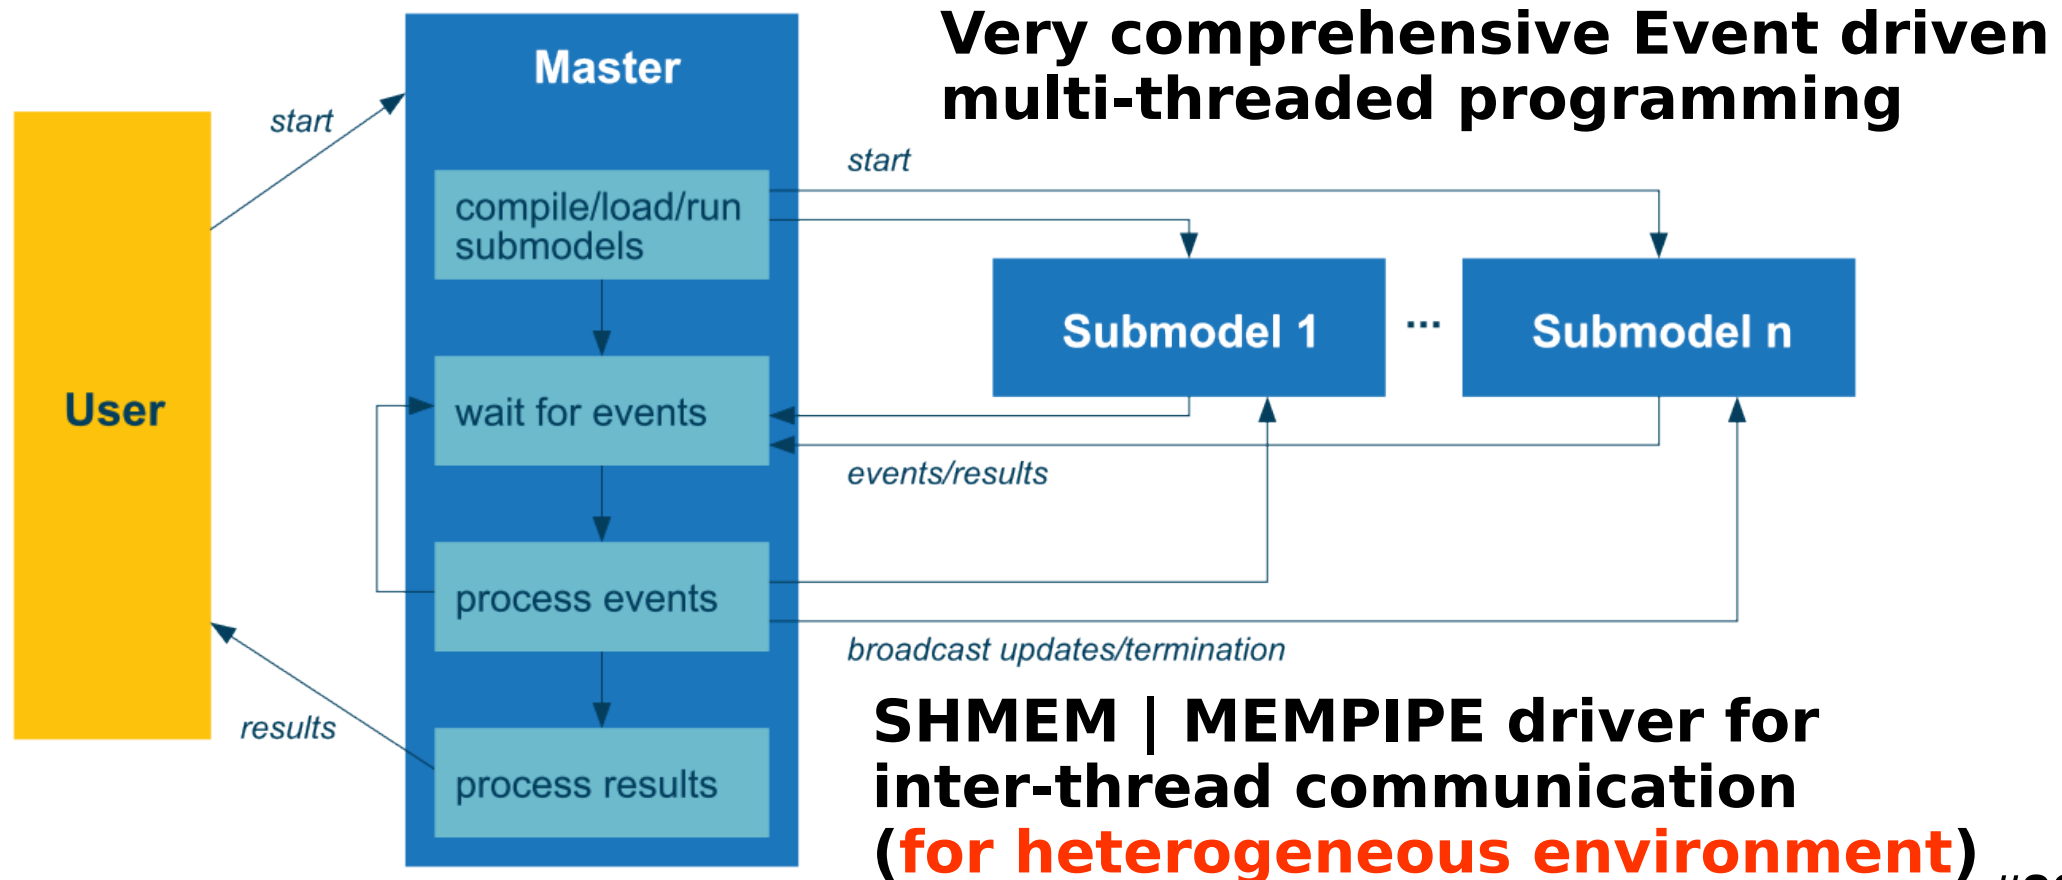 Very comprehensive Event driven
multi-threaded programming
Master
start
User
compile/load/run
submodels
start
Submodel 1
...
Submodel n
wait for events
events/results
process events
broadcast updates/termination
results
process results
SHMEM | MEMPIPE driver for
inter-thread communication
(for heterogeneous environment)